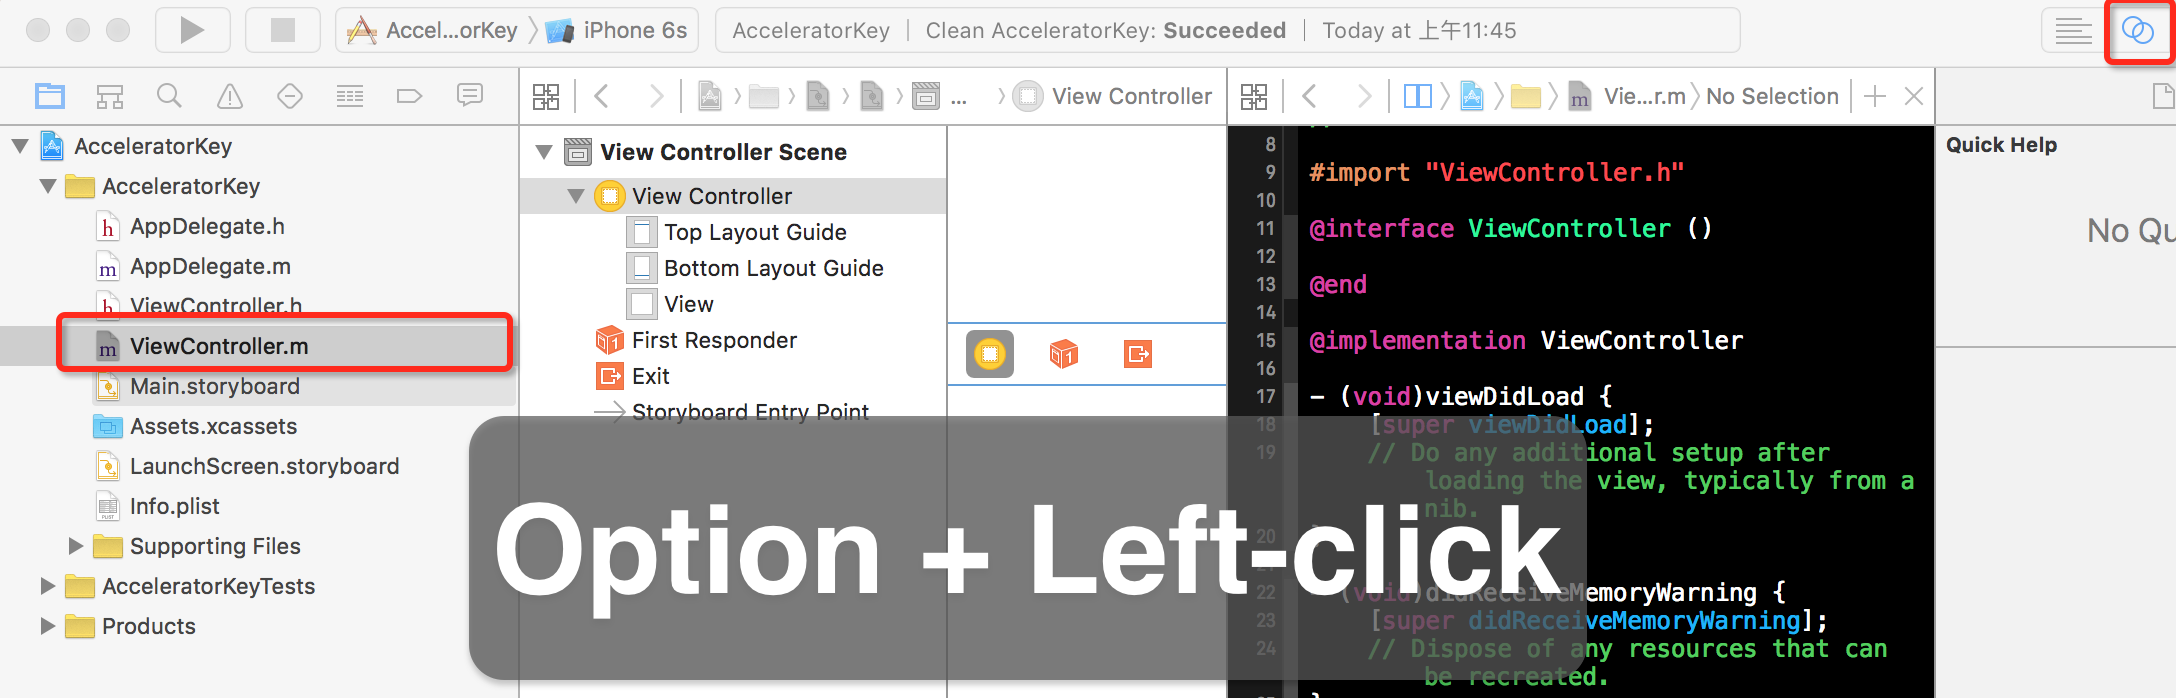 Accel...orKey iPhone 6s AcceleratorKey Clean AcceleratorKey: Succeeded Today at 上午11:45
... View Controller
Vie...r.m No Selection
AcceleratorKey
AcceleratorKey
h AppDelegate.h
m AppDelegate.m
h ViewController.h
m ViewController.m
Main.storyboard
Assets.xcassets
LaunchScreen.storyboard
Info.plist
Supporting Files
AcceleratorKeyTests
Products
View Controller Scene
View Controller
Top Layout Guide
Bottom Layout Guide
View
First Responder
Exit
Storyboard Entry Point
8
9 #import "ViewController.h"
10
11 @interface ViewController ()
12
13 @end
14
15 @implementation ViewController
16
17 - (void)viewDidLoad {
18 [super viewDidLoad];
19 // Do any additional setup after
loading the view, typically from a
nib.
20
22 (void)didReceiveMemoryWarning {
23 [super didReceiveMemoryWarning];
24 // Dispose of any resources that can
be recreated.
Quick Help
No Qu
Option + Left-click